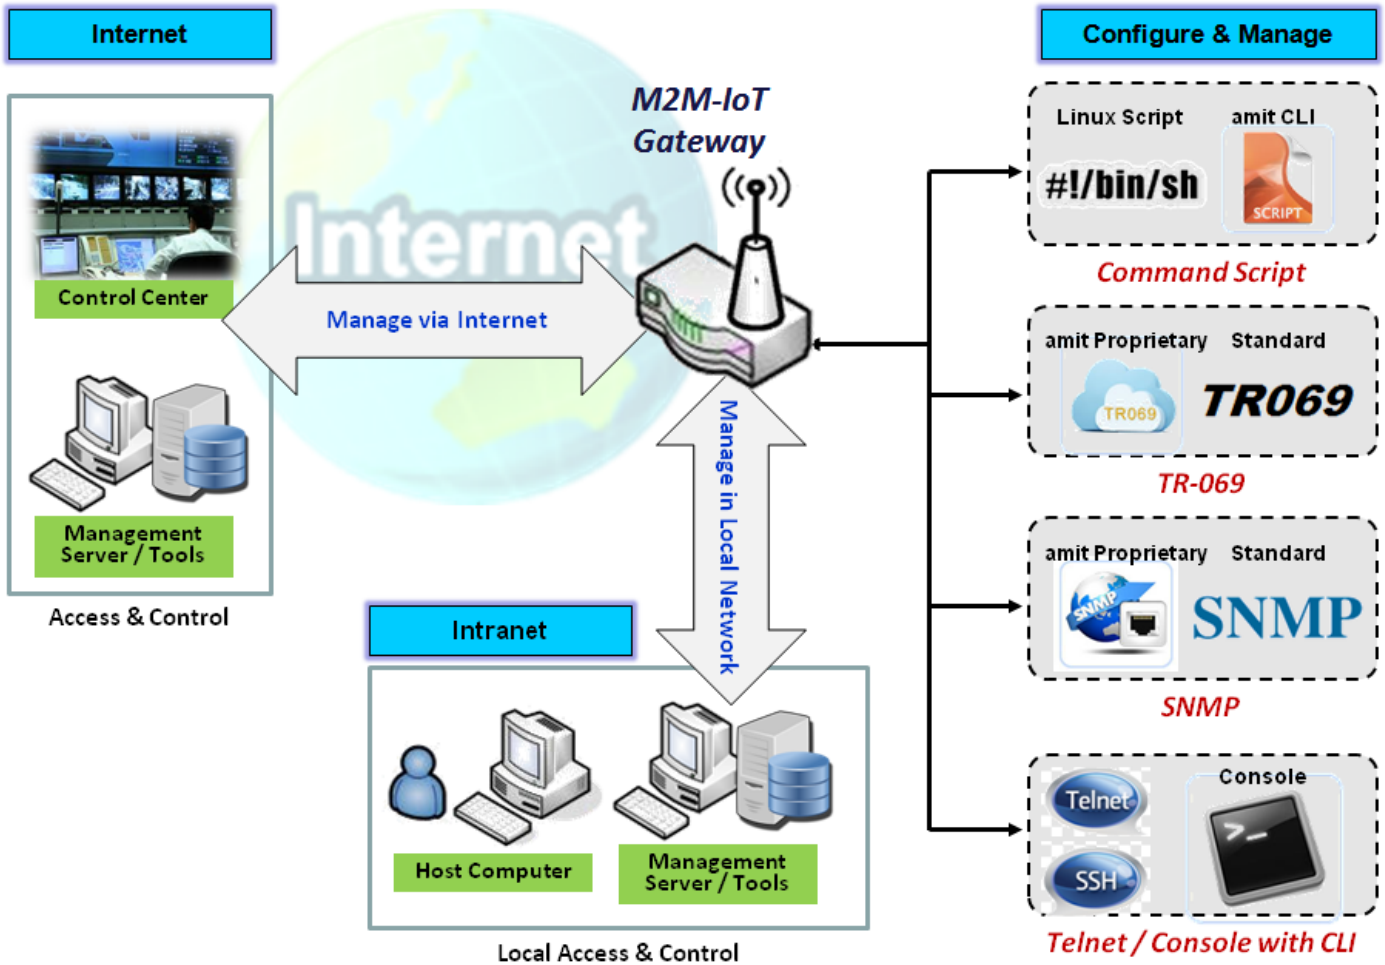 Internet
Control Center
Management
Server / Tools
Access & Control
Internet
M2M-IoT
Gateway
Manage via Internet
Manage in Local Network
Intranet
Host Computer
Management
Server / Tools
Local Access & Control
Configure & Manage
Linux Script amit CLI
#!/bin/sh
SCRIPT
Command Script
amit Proprietary Standard
TR069
TR069
TR-069
amit Proprietary Standard
SNMP
SNMP
SNMP
Telnet
Console
>_
SSH
Telnet / Console with CLI